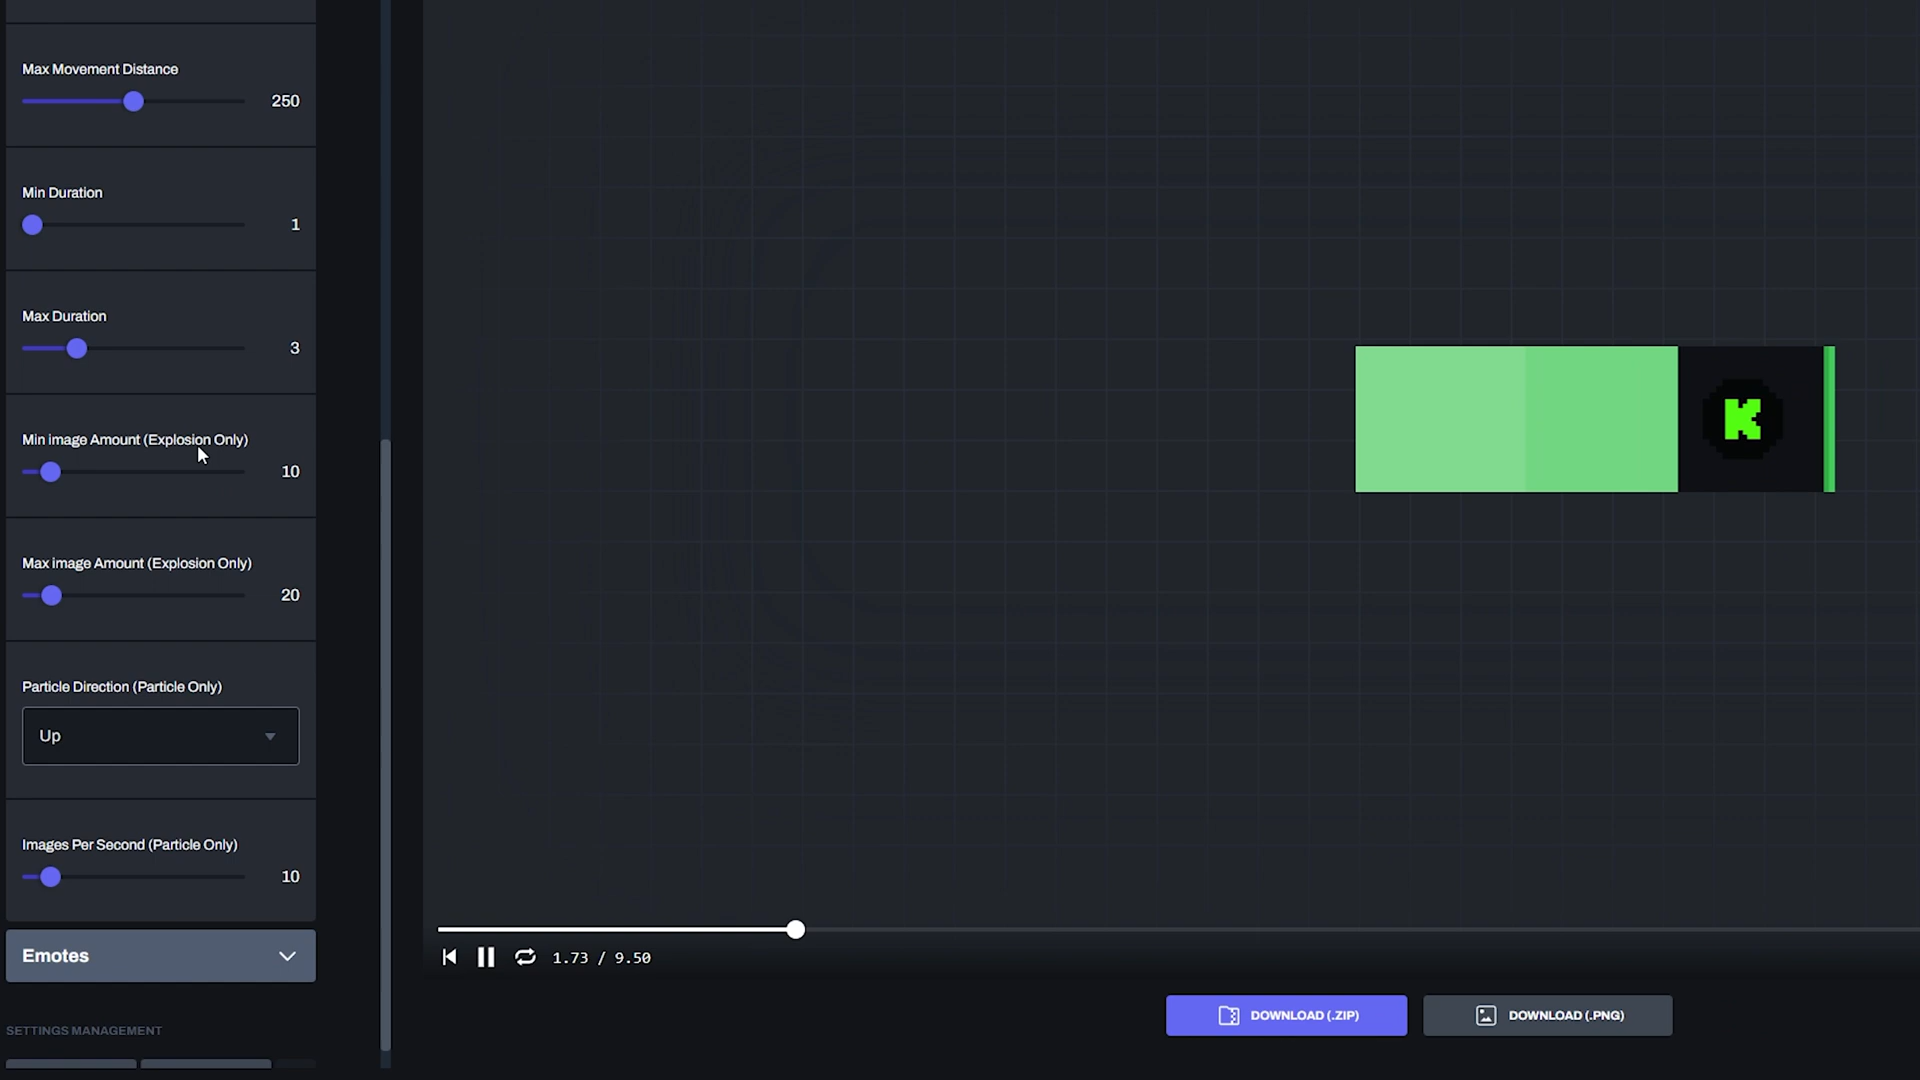 Max Movement Distance
250
Min Duration
1
Max Duration
3
Min image Amount (Explosion Only)
10
Max image Amount (Explosion Only)
20
Particle Direction (Particle Only)
Up
Images Per Second (Particle Only)
10
Emotes
SETTINGS MANAGEMENT
K
1.73 / 9.50
DOWNLOAD (.ZIP)
DOWNLOAD (.PNG)